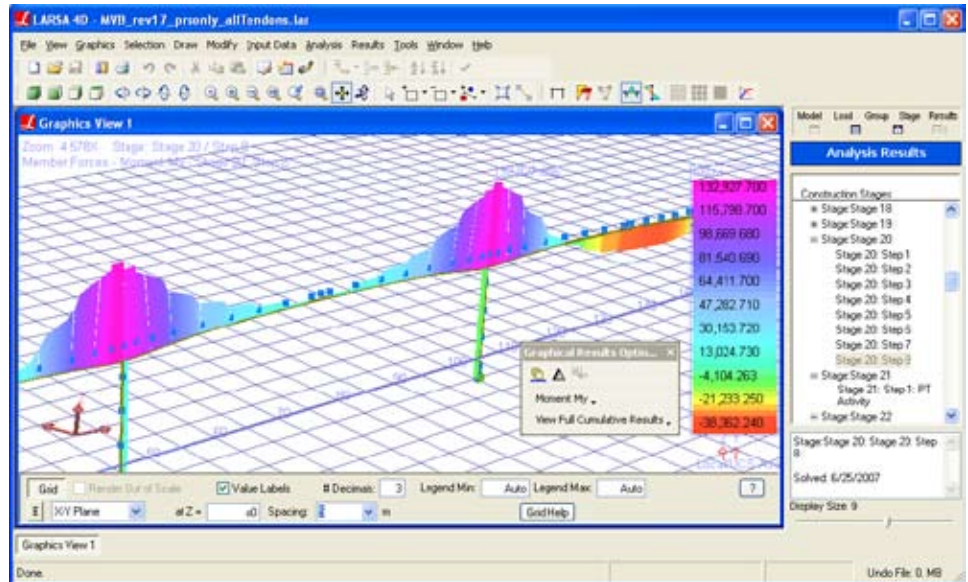 LARSA 4D - MVB_rev17_prsonly_allTendons.lar
File View Graphics Selection Draw Modify Input Data Analysis Results Tools Window Help
Graphics View 1
Zoom: 4.578X Stage: Stage 20 / Step 8
Member Forces - Moment My
132,927.700
115,798.700
98,669.680
81,540.690
64,411.700
47,282.710
30,153.720
13,024.730
-4,104.263
-21,233.250
-38,362.240
Graphical Results Optio...
Moment My
View Full Cumulative Results
Grid Render Out of Scale Value Labels # Decimals: 3 Legend Min: Auto Legend Max: Auto ?
X/Y Plane at Z = Spacing: m Grid Help
Graphics View 1
Done.
Model Load Group Stage Results
Analysis Results
Construction Stages
Stage:Stage 18
Stage:Stage 19
Stage:Stage 20
Stage 20: Step 1
Stage 20: Step 2
Stage 20: Step 3
Stage 20: Step 4
Stage 20: Step 5
Stage 20: Step 7
Stage:Stage 21
Stage 21: Step 1: PT
Activity
Stage:Stage 22
Stage:Stage 20: Stage 20: Step
8
Solved: 6/25/2007
Display Size: 9
Undo File: 0. MB